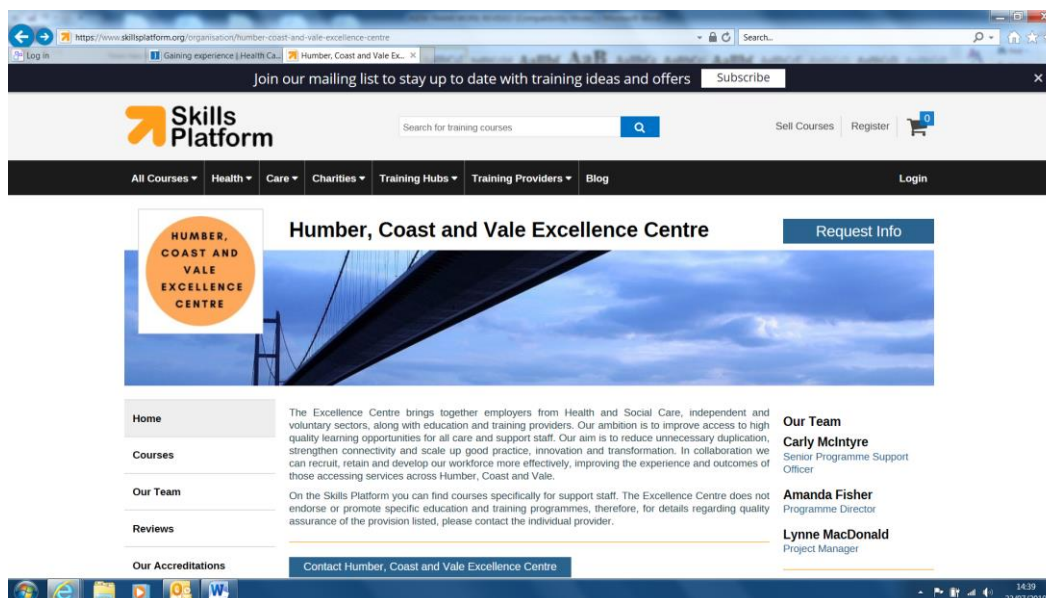 https://www.skillsplatform.org/organisation/humber-coast-and-vale-excellence-centre
Search...
Log in
Gaining experience | Health Ca...
Humber, Coast and Vale Ex...
Join our mailing list to stay up to date with training ideas and offers
Subscribe
Skills
Platform
Search for training courses
Sell Courses
Register
0
All Courses
Health
Care
Charities
Training Hubs
Training Providers
Blog
Login
HUMBER,
COAST AND
VALE
EXCELLENCE
CENTRE
Humber, Coast and Vale Excellence Centre
Request Info
Home
Courses
Our Team
Reviews
Our Accreditations
The Excellence Centre brings together employers from Health and Social Care, independent and
voluntary sectors, along with education and training providers. Our ambition is to improve access to high
quality learning opportunities for all care and support staff. Our aim is to reduce unnecessary duplication,
strengthen connectivity and scale up good practice, innovation and transformation. In collaboration we
can recruit, retain and develop our workforce more effectively, improving the experience and outcomes of
those accessing services across Humber, Coast and Vale.
On the Skills Platform you can find courses specifically for support staff. The Excellence Centre does not
endorse or promote specific education and training programmes, therefore, for details regarding quality
assurance of the provision listed, please contact the individual provider.
Contact Humber, Coast and Vale Excellence Centre
Our Team
Carly McIntyre
Senior Programme Support
Officer
Amanda Fisher
Programme Director
Lynne MacDonald
Project Manager
14:39